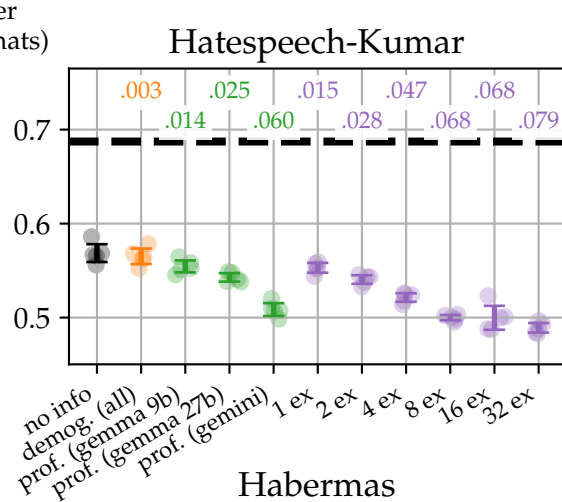 er
nats)
Hatespeech-Kumar
.003 .025 .015 .047 .068
.014 .060 .028 .068 .079
0.7
0.6
0.5
no info
demog. (all)
prof. (gemma 9b)
prof. (gemma 27b)
prof. (gemini)
1 ex
2 ex
4 ex
8 ex
16 ex
32 ex
Habermas